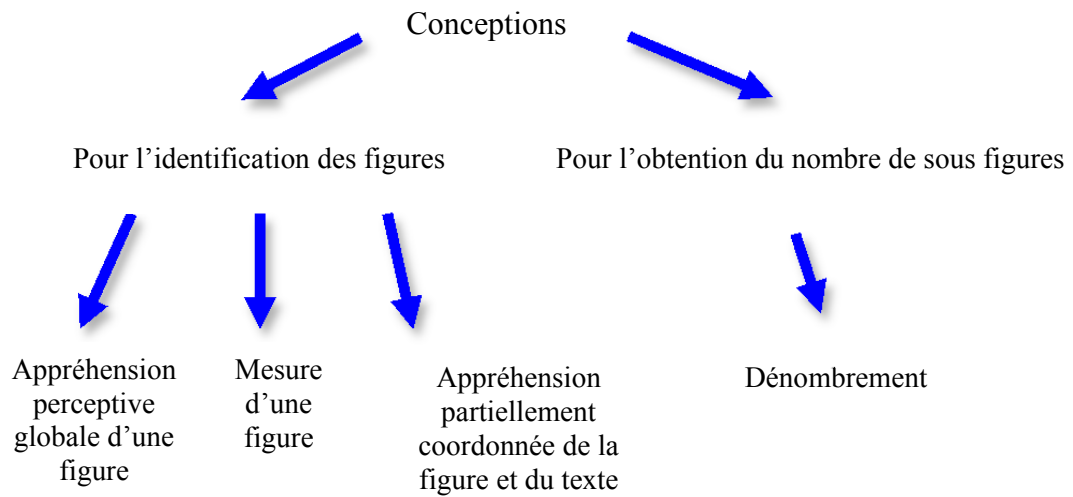 Conceptions
Pour l’identification des figures
Pour l’obtention du nombre de sous figures
Appréhension
perceptive
globale d’une
figure
Mesure
d’une
figure
Appréhension
partiellement
coordonnée de la
figure et du texte
Dénombrement